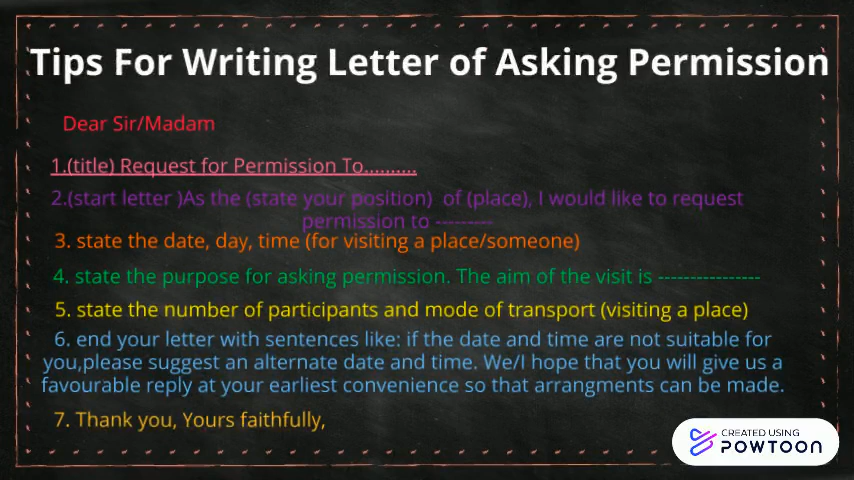 Tips For Writing Letter of Asking Permission
Dear Sir/Madam
1.(title) Request for Permission To..........
2.(start letter )As the (state your position)  of (place), I would like to request
permission to ---------
3. state the date, day, time (for visiting a place/someone)
4. state the purpose for asking permission. The aim of the visit is ----------------
5. state the number of participants and mode of transport (visiting a place)
6. end your letter with sentences like: if the date and time are not suitable for
you,please suggest an alternate date and time. We/I hope that you will give us a
favourable reply at your earliest convenience so that arrangments can be made.
7. Thank you, Yours faithfully,
CREATED USING
POWTOON